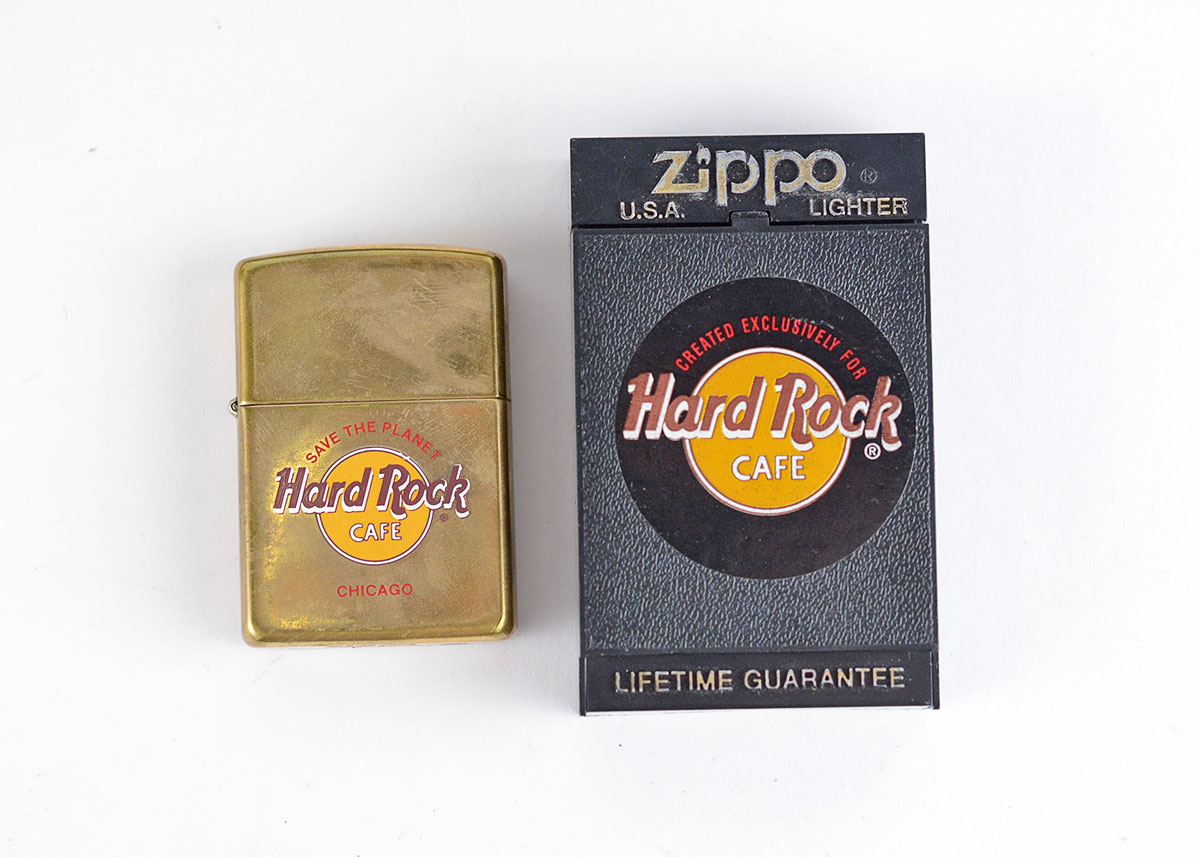 SAVE THE PLANET
Hard Rock
CAFE
®
CHICAGO
zippo ®
U.S.A. LIGHTER
CREATED EXCLUSIVELY FOR
Hard Rock
®
CAFE
LIFETIME GUARANTEE